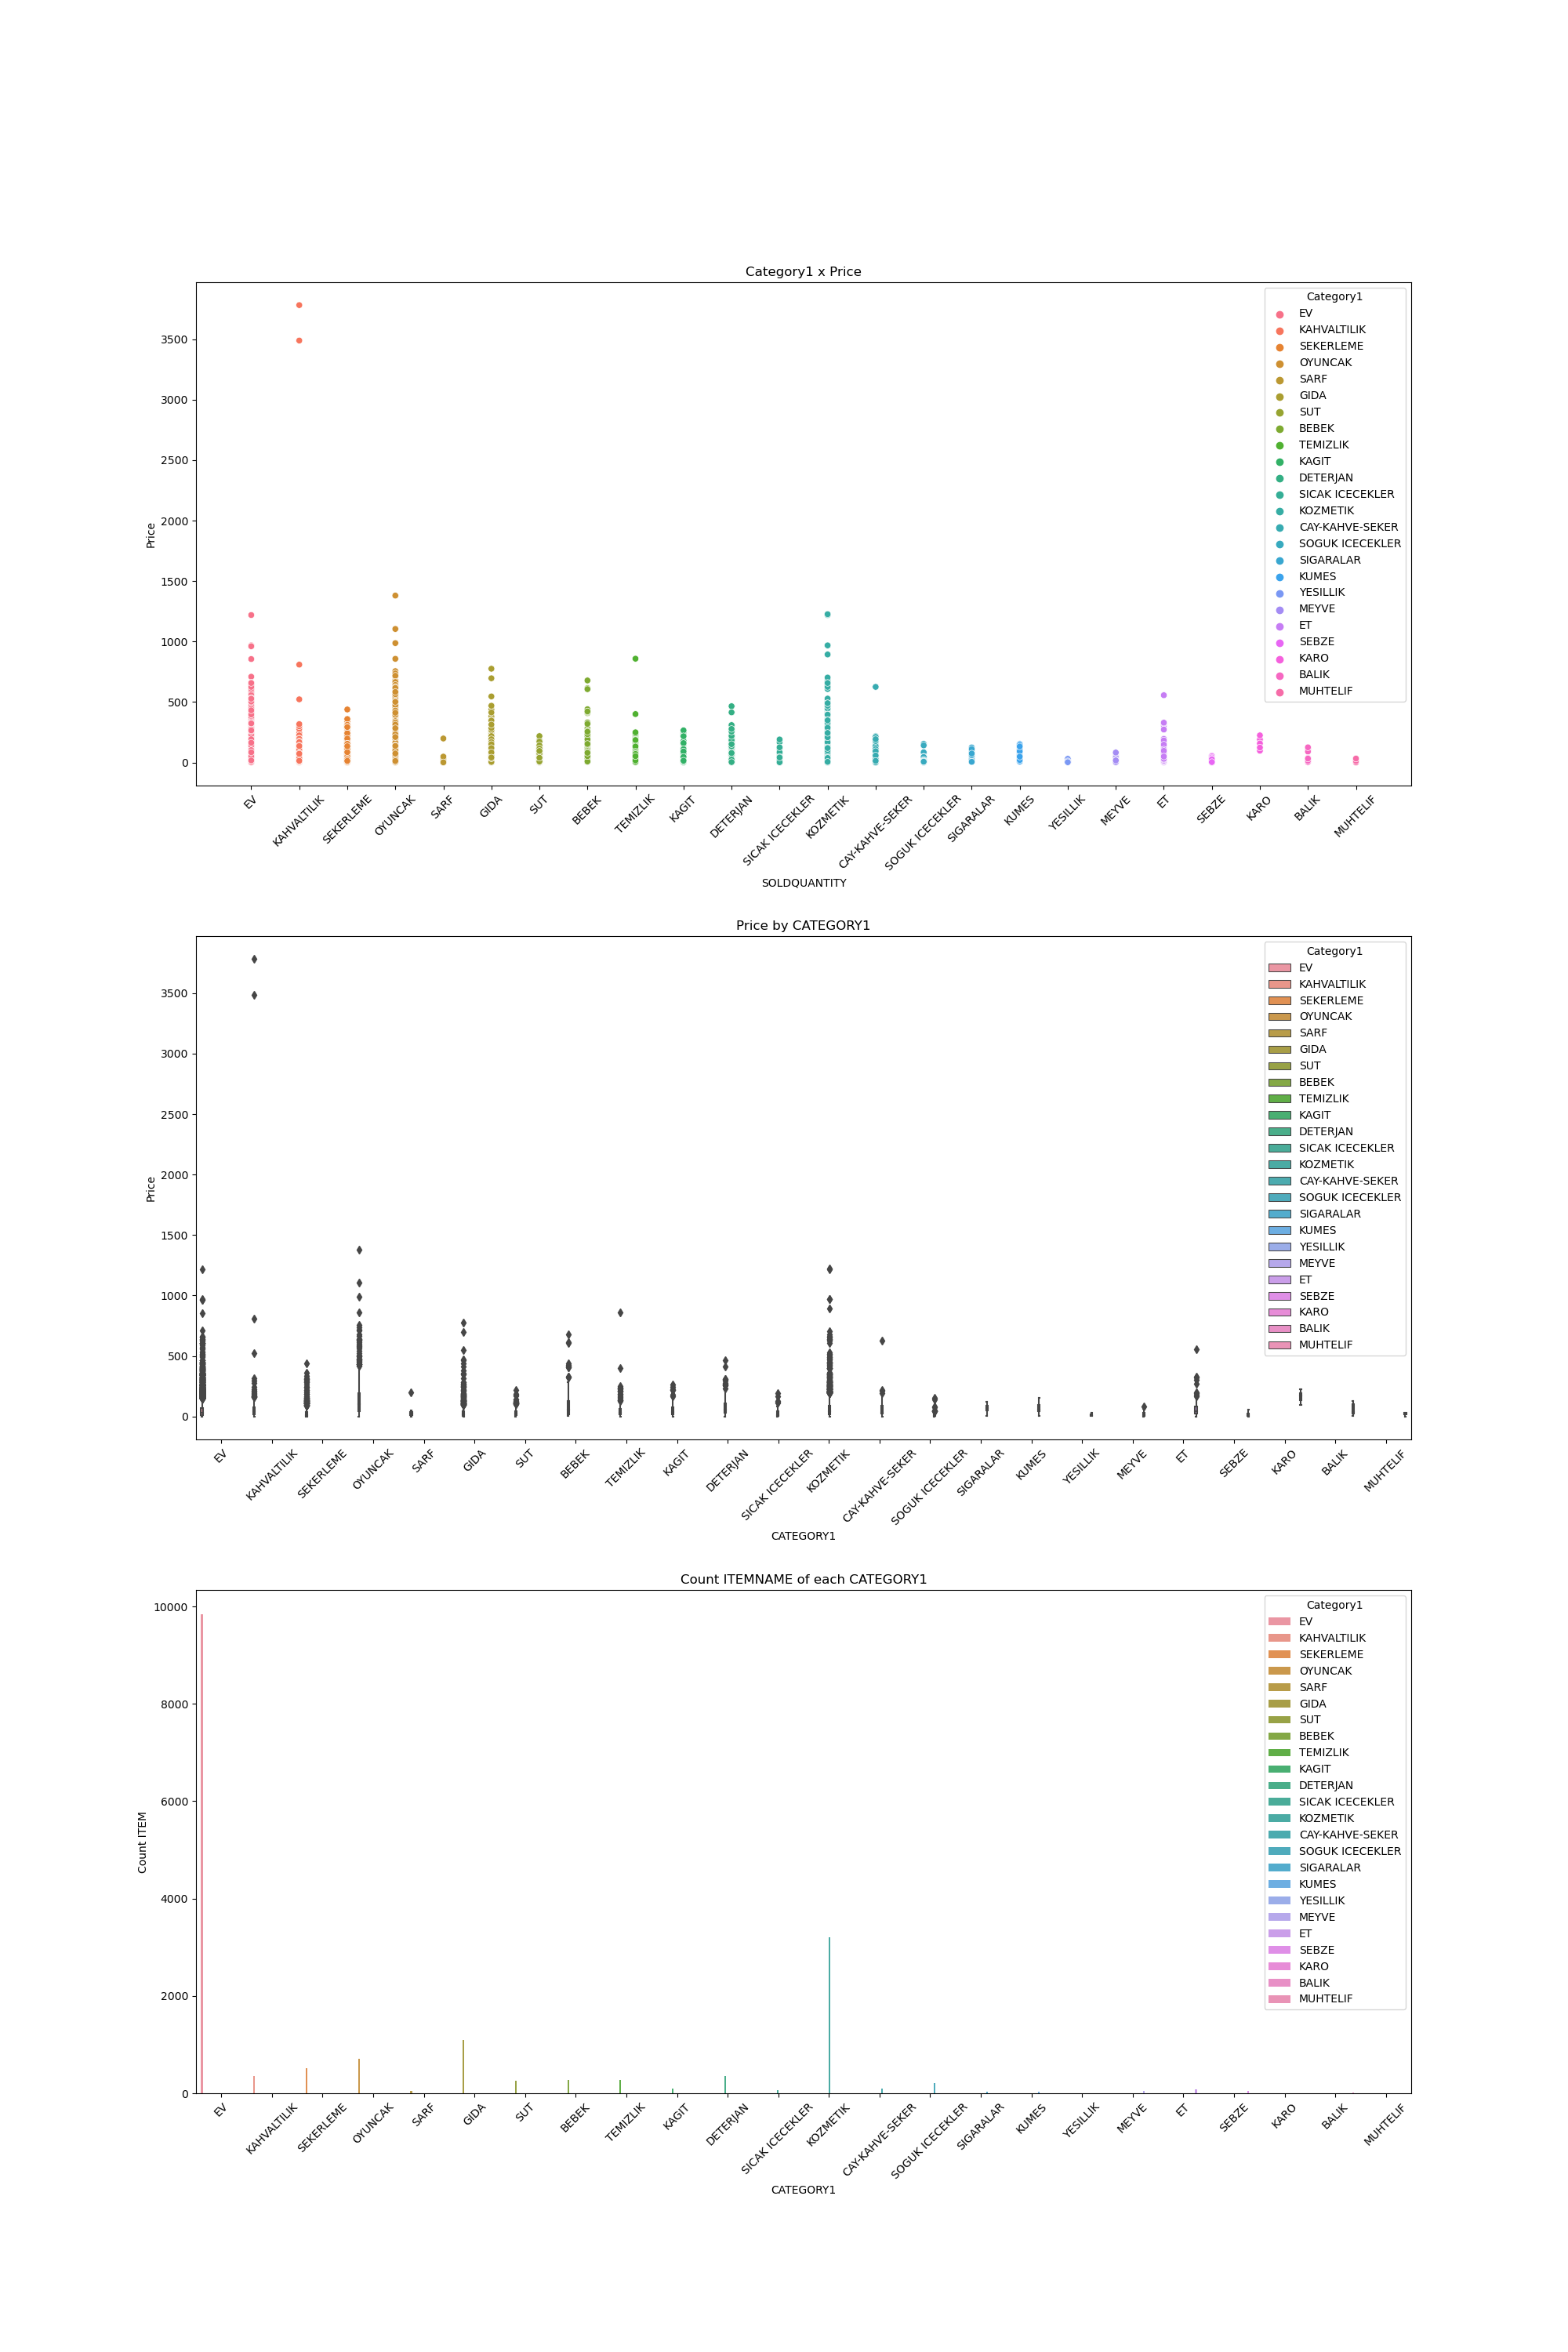 Category1 x Price
Price
3500
3000
2500
2000
1500
1000
500
0
Category1
EV
KAHVALTILIK
SEKERLEME
OYUNCAK
SARF
GIDA
SUT
BEBEK
TEMIZLIK
KAGIT
DETERJAN
SICAK ICECEKLER
KOZMETIK
CAY-KAHVE-SEKER
SOGUK ICECEKLER
SIGARALAR
KUMES
YESILLIK
MEYVE
ET
SEBZE
KARO
BALIK
MUHTELIF
EV KAHVALTILIK SEKERLEME OYUNCAK SARF GIDA SUT BEBEK TEMIZLIK KAGIT DETERJAN SICAK ICECEKLER KOZMETIK CAY-KAHVE-SEKER SOGUK ICECEKLER SIGARALAR KUMES YESILLIK MEYVE ET SEBZE KARO BALIK MUHTELIF
SOLDQUANTITY
Price by CATEGORY1
Price
3500
3000
2500
2000
1500
1000
500
0
Category1
EV
KAHVALTILIK
SEKERLEME
OYUNCAK
SARF
GIDA
SUT
BEBEK
TEMIZLIK
KAGIT
DETERJAN
SICAK ICECEKLER
KOZMETIK
CAY-KAHVE-SEKER
SOGUK ICECEKLER
SIGARALAR
KUMES
YESILLIK
MEYVE
ET
SEBZE
KARO
BALIK
MUHTELIF
EV KAHVALTILIK SEKERLEME OYUNCAK SARF GIDA SUT BEBEK TEMIZLIK KAGIT DETERJAN SICAK ICECEKLER KOZMETIK CAY-KAHVE-SEKER SOGUK ICECEKLER SIGARALAR KUMES YESILLIK MEYVE ET SEBZE KARO BALIK MUHTELIF
CATEGORY1
Count ITEMNAME of each CATEGORY1
Count ITEM
10000
8000
6000
4000
2000
0
Category1
EV
KAHVALTILIK
SEKERLEME
OYUNCAK
SARF
GIDA
SUT
BEBEK
TEMIZLIK
KAGIT
DETERJAN
SICAK ICECEKLER
KOZMETIK
CAY-KAHVE-SEKER
SOGUK ICECEKLER
SIGARALAR
KUMES
YESILLIK
MEYVE
ET
SEBZE
KARO
BALIK
MUHTELIF
EV KAHVALTILIK SEKERLEME OYUNCAK SARF GIDA SUT BEBEK TEMIZLIK KAGIT DETERJAN SICAK ICECEKLER KOZMETIK CAY-KAHVE-SEKER SOGUK ICECEKLER SIGARALAR KUMES YESILLIK MEYVE ET SEBZE KARO BALIK MUHTELIF
CATEGORY1